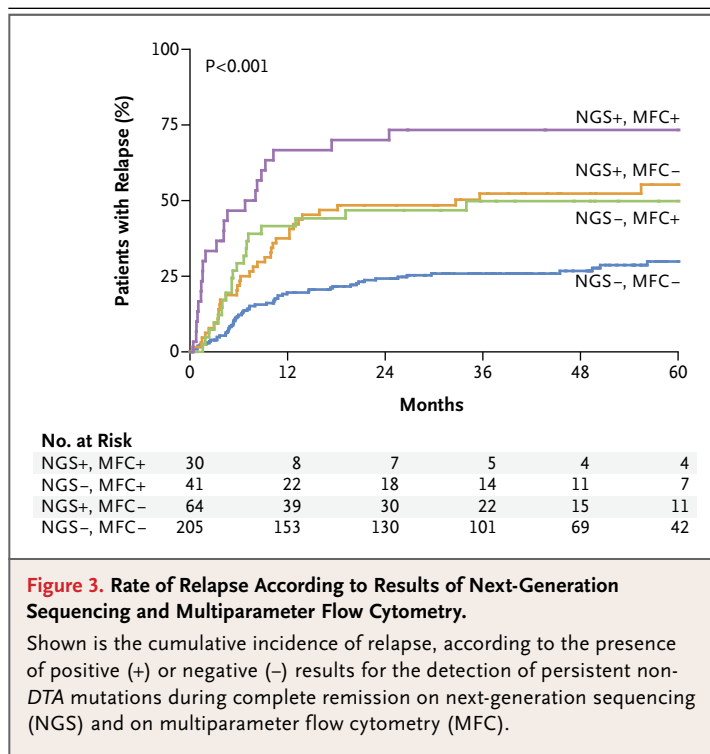 100
P<0.001
75
50
25
0
Patients with Relapse (%)
NGS+, MFC+
NGS+, MFC−
NGS−, MFC+
NGS−, MFC−
0 12 24 36 48 60
Months
No. at Risk
NGS+, MFC+ 30 8 7 5 4 4
NGS−, MFC+ 41 22 18 14 11 7
NGS+, MFC− 64 39 30 22 15 11
NGS−, MFC− 205 153 130 101 69 42
Figure 3. Rate of Relapse According to Results of Next-Generation
Sequencing and Multiparameter Flow Cytometry.
Shown is the cumulative incidence of relapse, according to the presence
of positive (+) or negative (−) results for the detection of persistent non-
DTA mutations during complete remission on next-generation sequencing
(NGS) and on multiparameter flow cytometry (MFC).